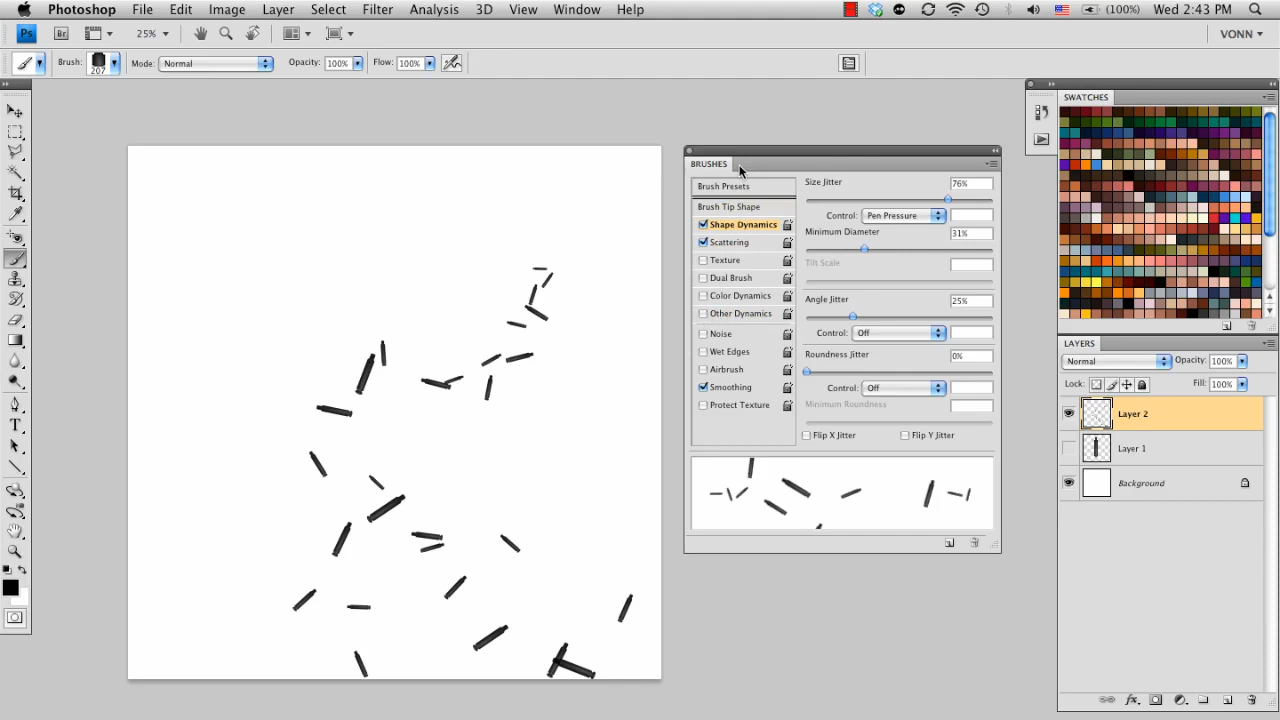 Photoshop File Edit Image Layer Select Filter Analysis 3D View Window Help (100%) Wed 2:43 PM
Ps Br 25% VONN
Brush: 207 Mode: Normal Opacity: 100% Flow: 100%
SWATCHES
BRUSHES
Brush Presets
Brush Tip Shape
Shape Dynamics
Scattering
Texture
Dual Brush
Color Dynamics
Other Dynamics
Noise
Wet Edges
Airbrush
Smoothing
Protect Texture
Size Jitter 76%
Control: Pen Pressure
Minimum Diameter 31%
Tilt Scale
Angle Jitter 25%
Control: Off
Roundness Jitter 0%
Control: Off
Minimum Roundness
Flip X Jitter Flip Y Jitter
LAYERS
Normal Opacity: 100%
Lock: Fill: 100%
Layer 2
Layer 1
Background
T
fx